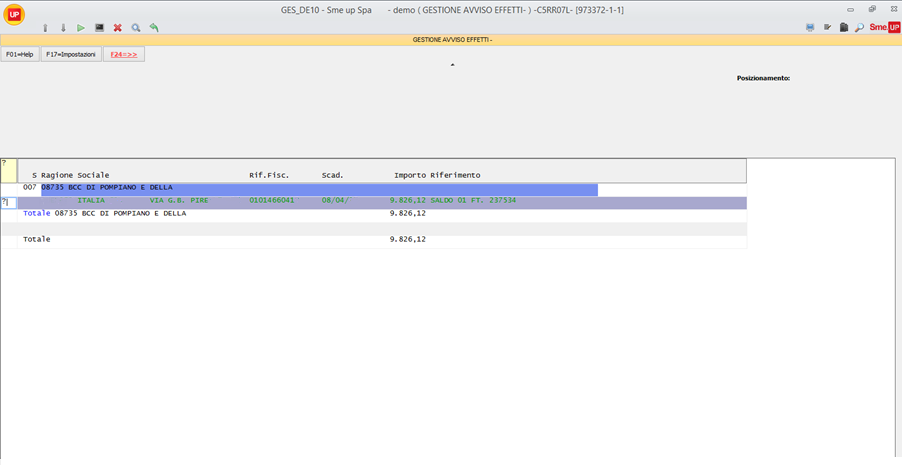 UP GES_DE10 - Sme up Spa - demo ( GESTIONE AVVISO EFFETTI- ) -C5RR07L- [973372-1-1]
Sme UP
GESTIONE AVVISO EFFETTI -
F01=Help F17=Impostazioni F24=>>
Posizionamento:
?
S Ragione Sociale Rif.Fisc. Scad. Importo Riferimento
007 08735 BCC DI POMPIANO E DELLA
? ITALIA VIA G.B. PIRE 0101466041 08/04/ 9.826,12 SALDO 01 FT. 237534
Totale 08735 BCC DI POMPIANO E DELLA 9.826,12
Totale 9.826,12